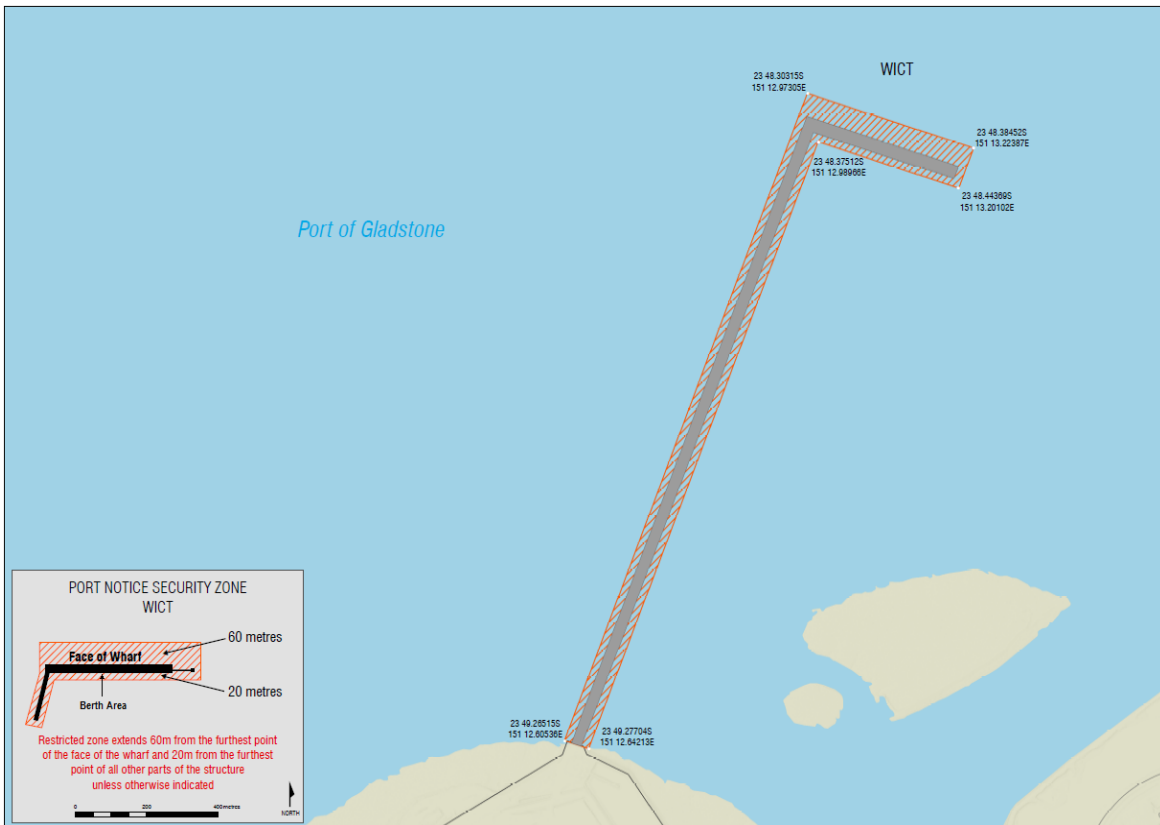 WICT
23 48.30315S
151 12.97305E
23 48.38452S
151 13.22387E
23 48.37512S
151 12.98966E
23 48.44369S
151 13.20102E
Port of Gladstone
23 49.26515S
151 12.60536E
23 49.27704S
151 12.64213E
PORT NOTICE SECURITY ZONE
WICT
60 metres
Face of Wharf
20 metres
Berth Area
Restricted zone extends 60m from the furthest point
of the face of the wharf and 20m from the furthest
point of all other parts of the structure
unless otherwise indicated
0 200 400metres
NORTH